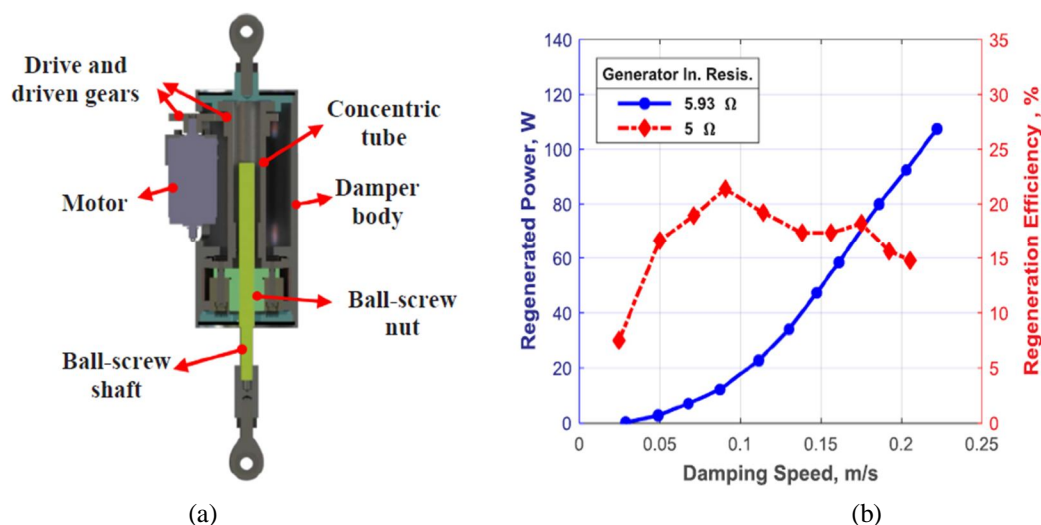 Drive and
driven gears
Motor
Ball-screw
shaft
Concentric
tube
Damper
body
Ball-screw
nut
(a)
Regenerated Power, W
140
120
100
80
60
40
20
0
Generator In. Resis.
5.93 Ω
5 Ω
35
30
25
20
15
10
5
0
Regeneration Efficiency , %
0 0.05 0.1 0.15 0.2 0.25
Damping Speed, m/s
(b)